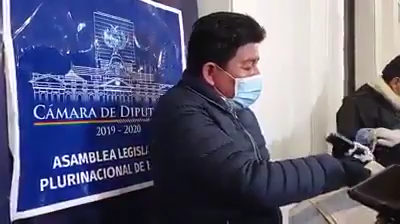 CÁMARA DE DIPUT
2019 - 2020
ASAMBLEA LEGISLA
PLURINACIONAL DE